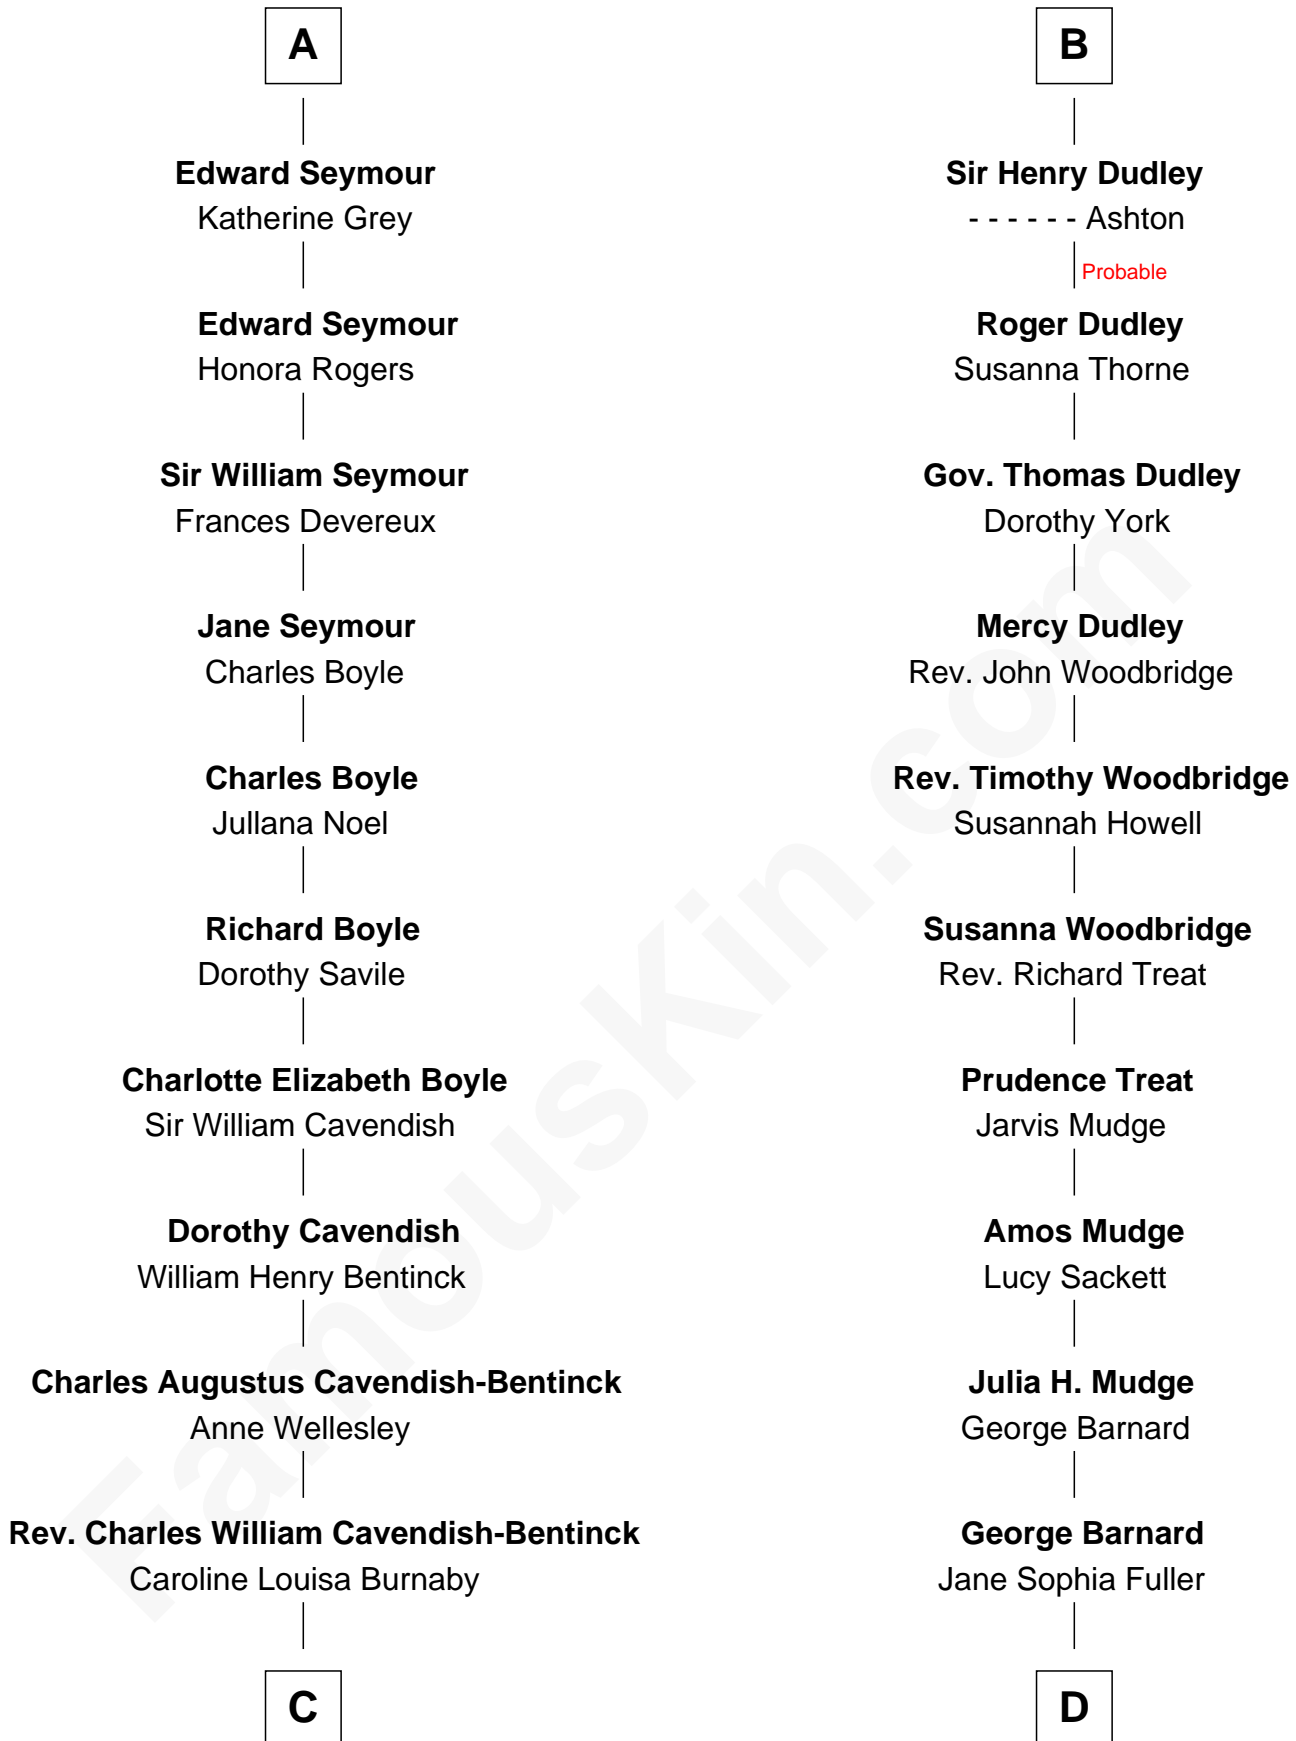 A
Edward Seymour
Katherine Grey
Edward Seymour
Honora Rogers
Sir William Seymour
Frances Devereux
Jane Seymour
Charles Boyle
Charles Boyle
Jullana Noel
Richard Boyle
Dorothy Savile
Charlotte Elizabeth Boyle
Sir William Cavendish
Dorothy Cavendish
William Henry Bentinck
Charles Augustus Cavendish-Bentinck
Anne Wellesley
Rev. Charles William Cavendish-Bentinck
Caroline Louisa Burnaby
C
B
Sir Henry Dudley
- - - - - - Ashton
Probable
Roger Dudley
Susanna Thorne
Gov. Thomas Dudley
Dorothy York
Mercy Dudley
Rev. John Woodbridge
Rev. Timothy Woodbridge
Susannah Howell
Susanna Woodbridge
Rev. Richard Treat
Prudence Treat
Jarvis Mudge
Amos Mudge
Lucy Sackett
Julia H. Mudge
George Barnard
George Barnard
Jane Sophia Fuller
D
FamousKin.com